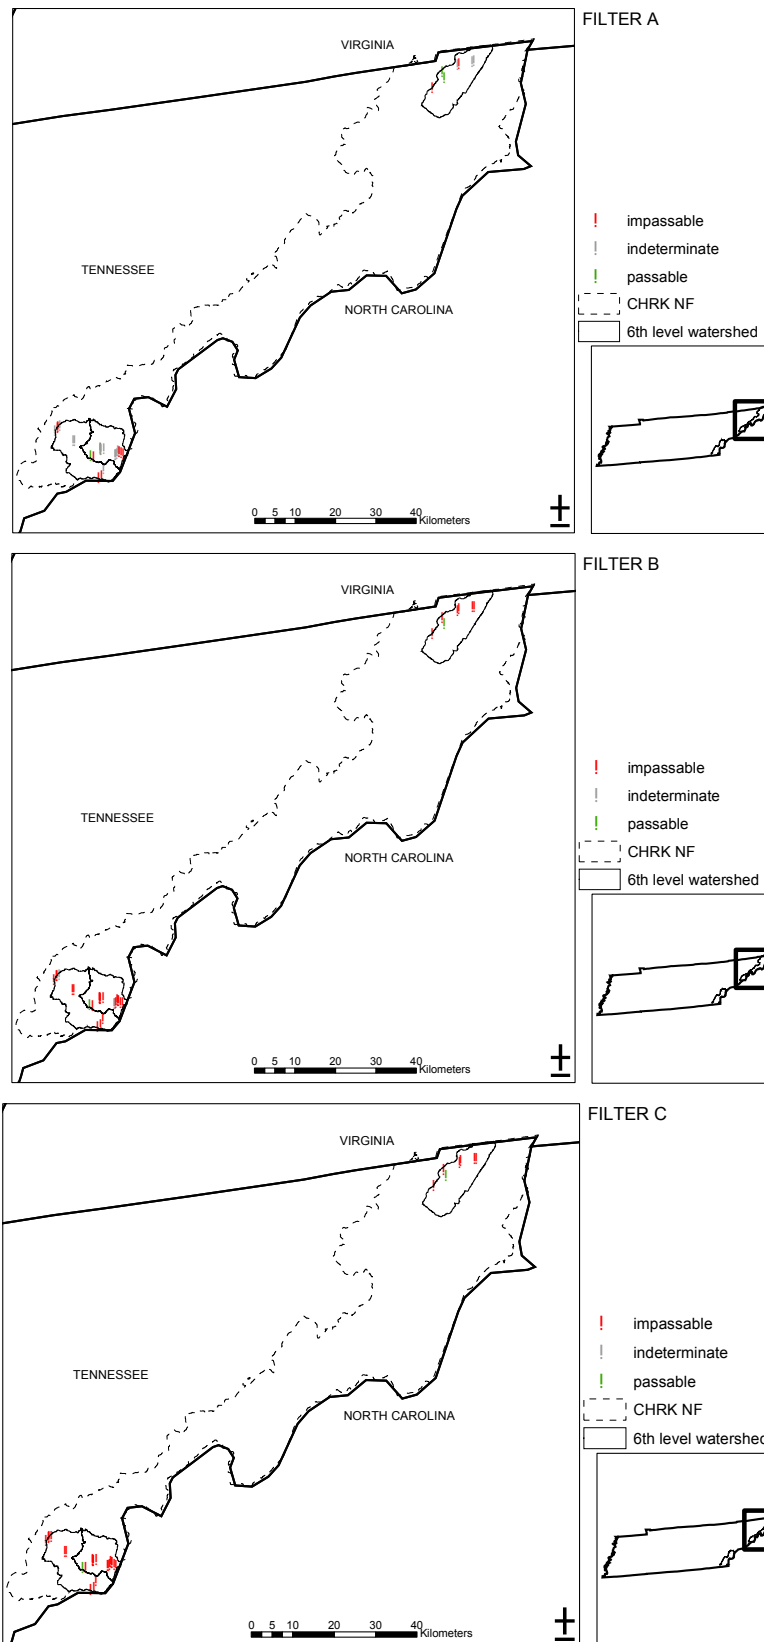 FILTER A
VIRGINIA
impassable
indeterminate
TENNESSEE
passable
CHRK NF
NORTH CAROLINA
6th level watershed
0 5 10 20 30 40
Kilometers
FILTER B
VIRGINIA
impassable
indeterminate
TENNESSEE
passable
CHRK NF
NORTH CAROLINA
6th level watershed
0 5 10 20 30 40
Kilometers
FILTER C
VIRGINIA
impassable
indeterminate
TENNESSEE
passable
CHRK NF
NORTH CAROLINA
6th level watershed
0 5 10 20 30 40
Kilometers